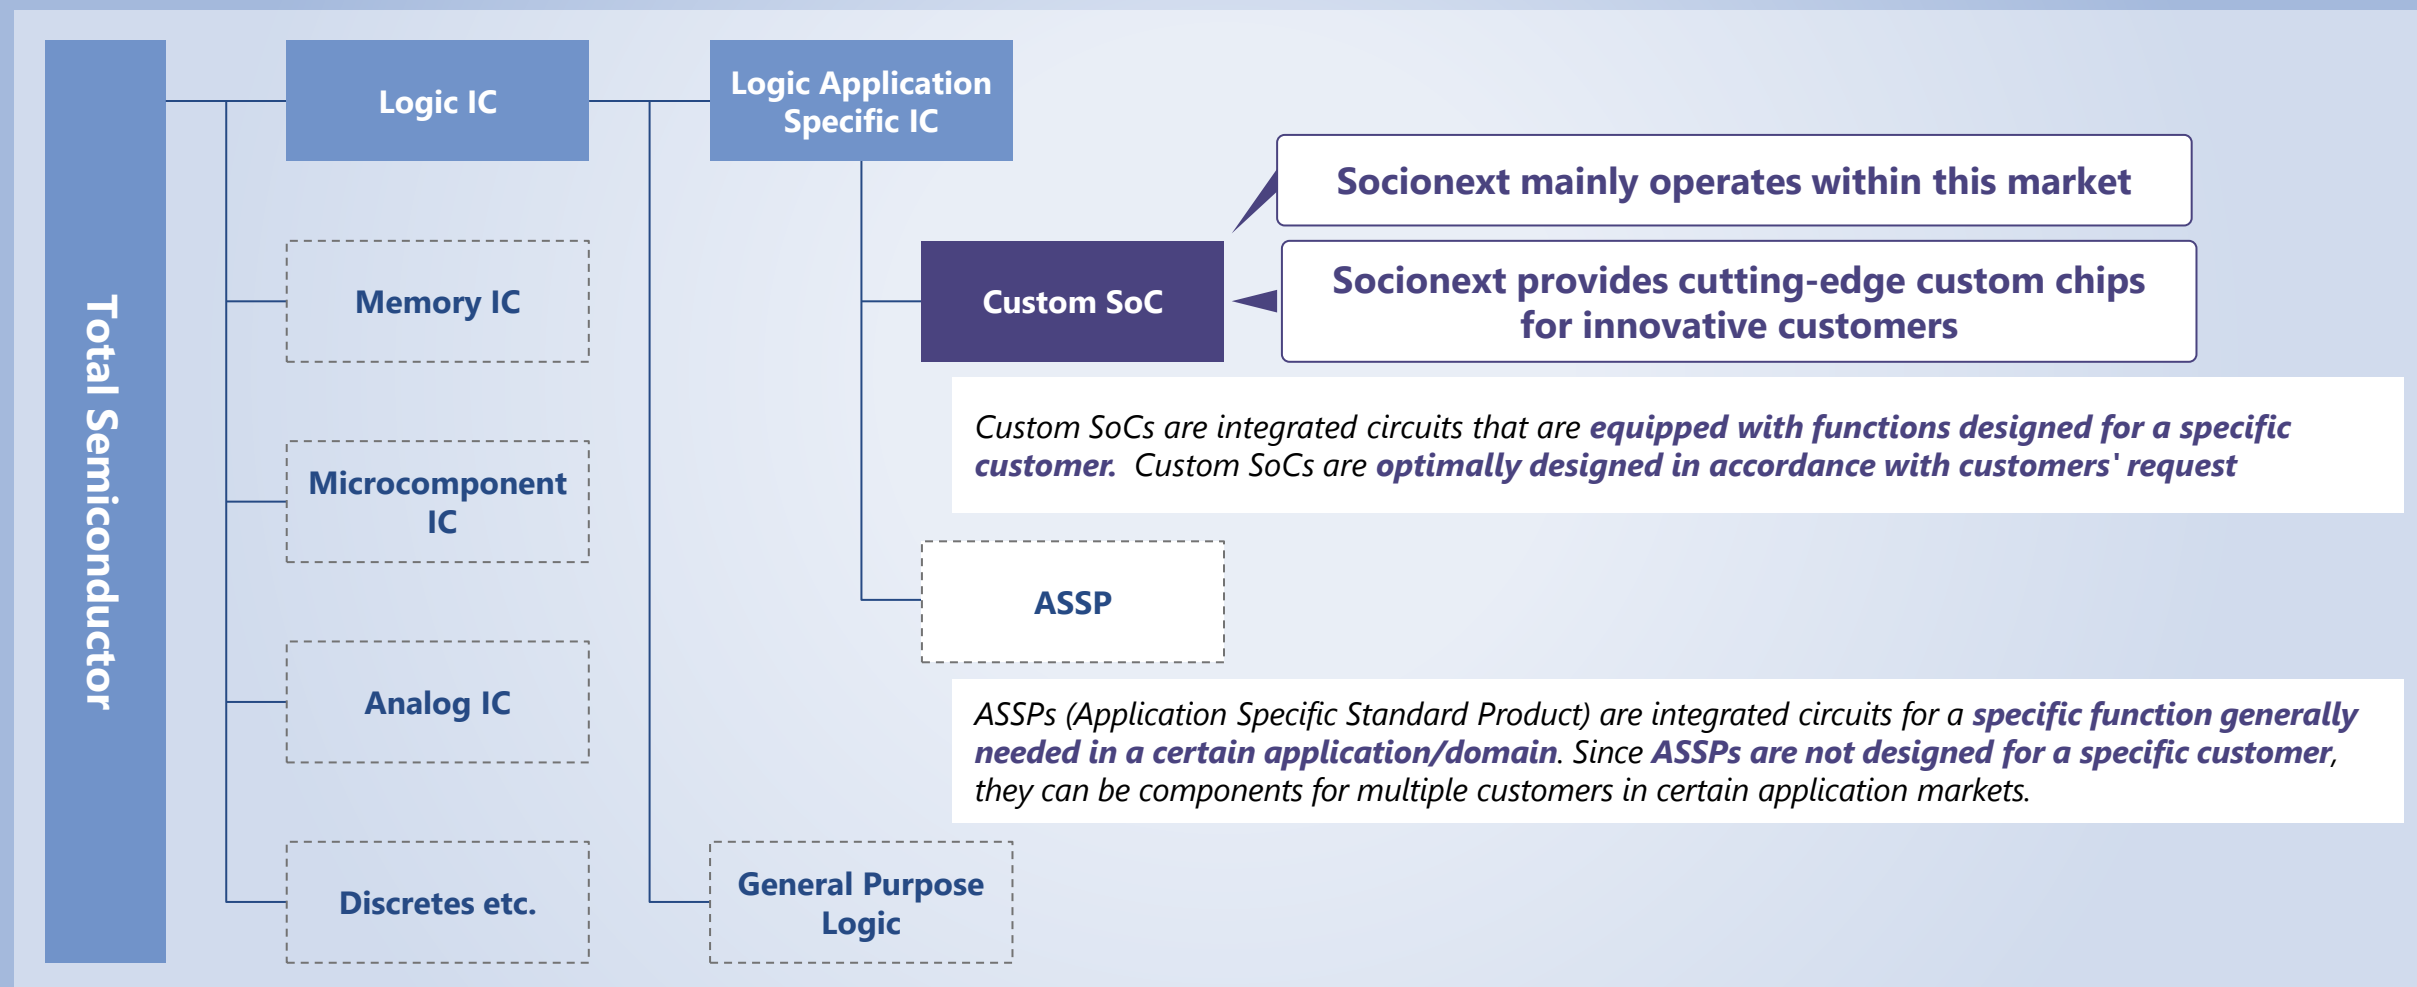 Total Semiconductor
Logic IC
Memory IC
Microcomponent
IC
Analog IC
Discretes etc.
Logic Application
Specific IC
General Purpose
Logic
Custom SoC
Socionext mainly operates within this market
Socionext provides cutting-edge custom chips
for innovative customers
Custom SoCs are integrated circuits that are equipped with functions designed for a specific
customer. Custom SoCs are optimally designed in accordance with customers' request
ASSP
ASSPs (Application Specific Standard Product) are integrated circuits for a specific function generally
needed in a certain application/domain. Since ASSPs are not designed for a specific customer,
they can be components for multiple customers in certain application markets.